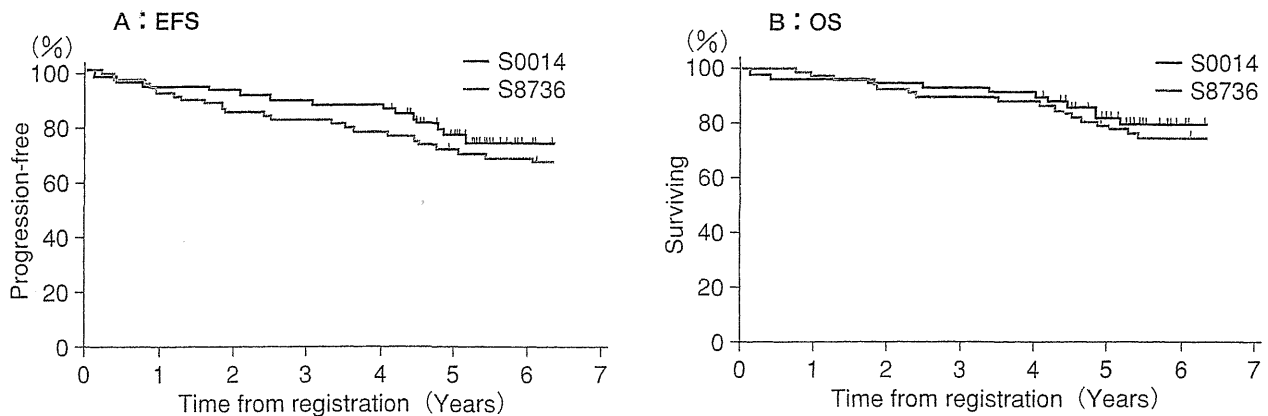 A:EFS
(%)
100
80
60
40
20
0
Progression-free
S0014
S8736
0 1 2 3 4 5 6 7
Time from registration (Years)
B:OS
(%)
100
80
60
40
20
0
Surviving
S0014
S8736
0 1 2 3 4 5 6 7
Time from registration (Years)